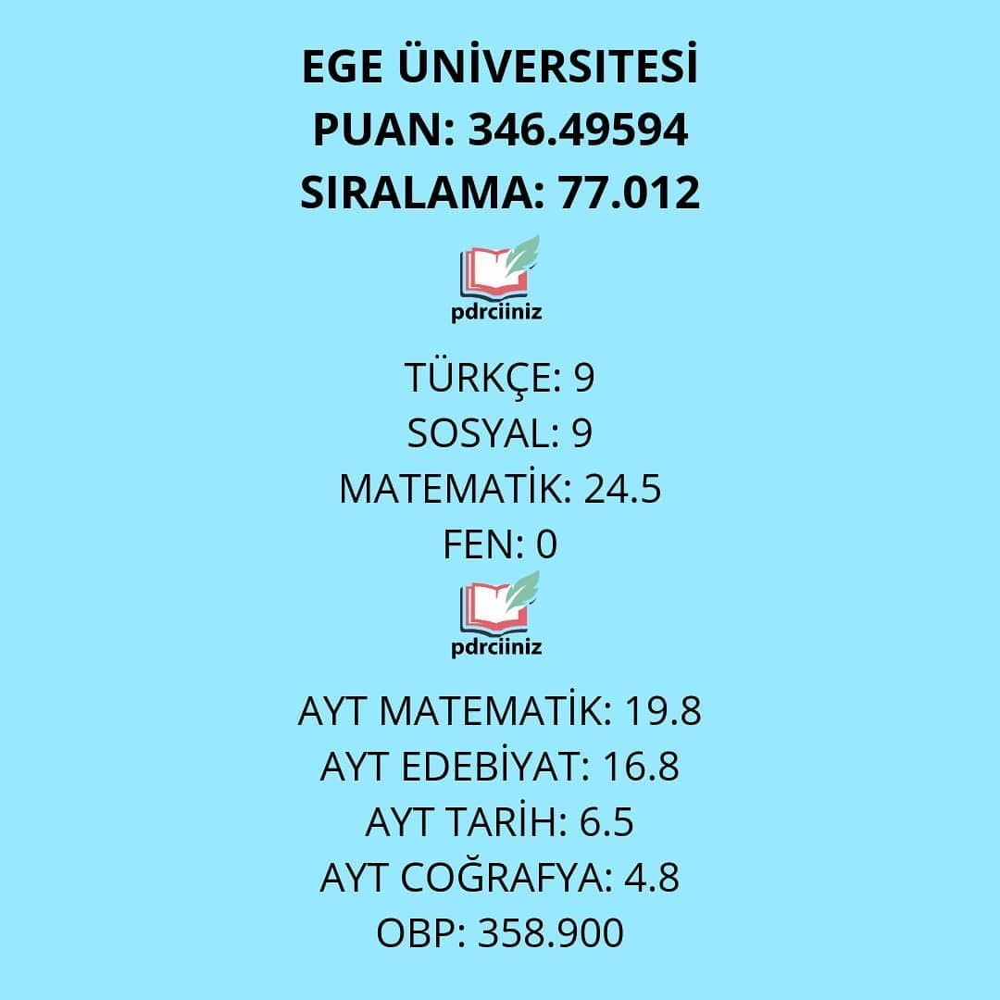 EGE ÜNİVERSITESİ
PUAN: 346.49594
SIRALAMA: 77.012
pdrciiniz
TÜRKÇE: 9
SOSYAL: 9
MATEMATİK: 24.5
FEN: 0
pdrciiniz
AYT MATEMATİK: 19.8
AYT EDEBİYAT: 16.8
AYT TARİH: 6.5
AYT COĞRAFYA: 4.8
OBP: 358.900